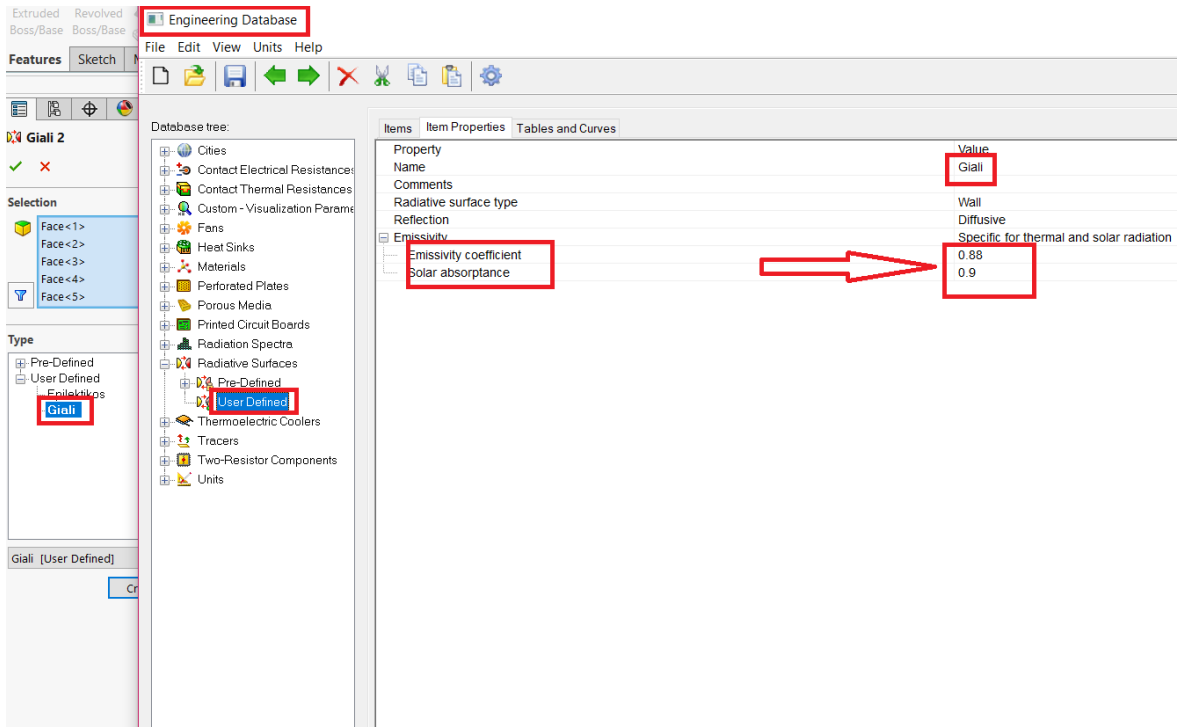 Extruded Boss/Base
Revolved Boss/Base
Features Sketch
Giali 2
Selection
Face<1>
Face<2>
Face<3>
Face<4>
Face<5>
Type
Pre-Defined
User Defined
Epilektikos
Giali
Giali [User Defined]
Cr
Engineering Database
File Edit View Units Help
Database tree:
Cities
Contact Electrical Resistances
Contact Thermal Resistances
Custom - Visualization Parame
Fans
Heat Sinks
Materials
Perforated Plates
Porous Media
Printed Circuit Boards
Radiation Spectra
Radiative Surfaces
Pre-Defined
User Defined
Thermoelectric Coolers
Tracers
Two-Resistor Components
Units
Items Item Properties Tables and Curves
Property Value
Name Giali
Comments
Radiative surface type Wall
Reflection Diffusive
Emissivity Specific for thermal and solar radiation
Emissivity coefficient 0.88
Solar absorptance 0.9